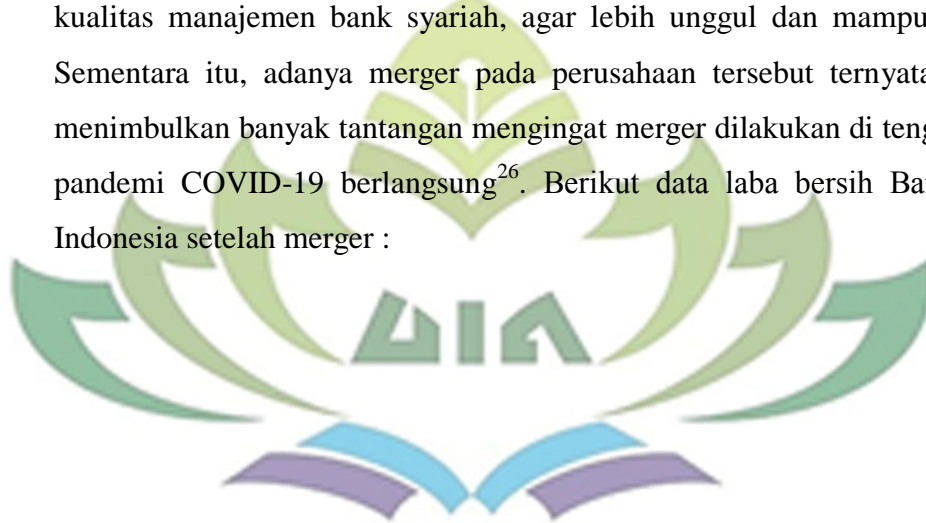 kualitas manajemen bank syariah, agar lebih unggul dan mampu
Sementara itu, adanya merger pada perusahaan tersebut ternyata
menimbulkan banyak tantangan mengingat merger dilakukan di teng
pandemi COVID-19 berlangsung26. Berikut data laba bersih Ba
Indonesia setelah merger :
UIN